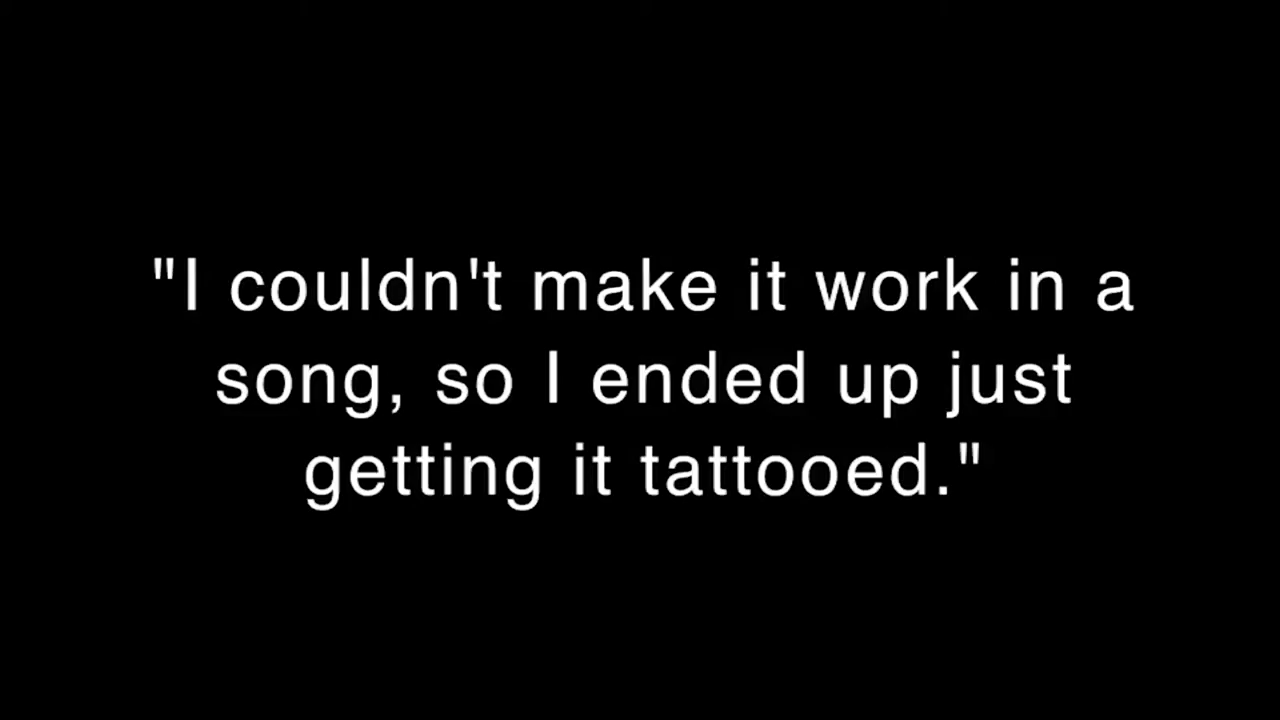 "I couldn't make it work in a
song, so I ended up just
getting it tattooed."